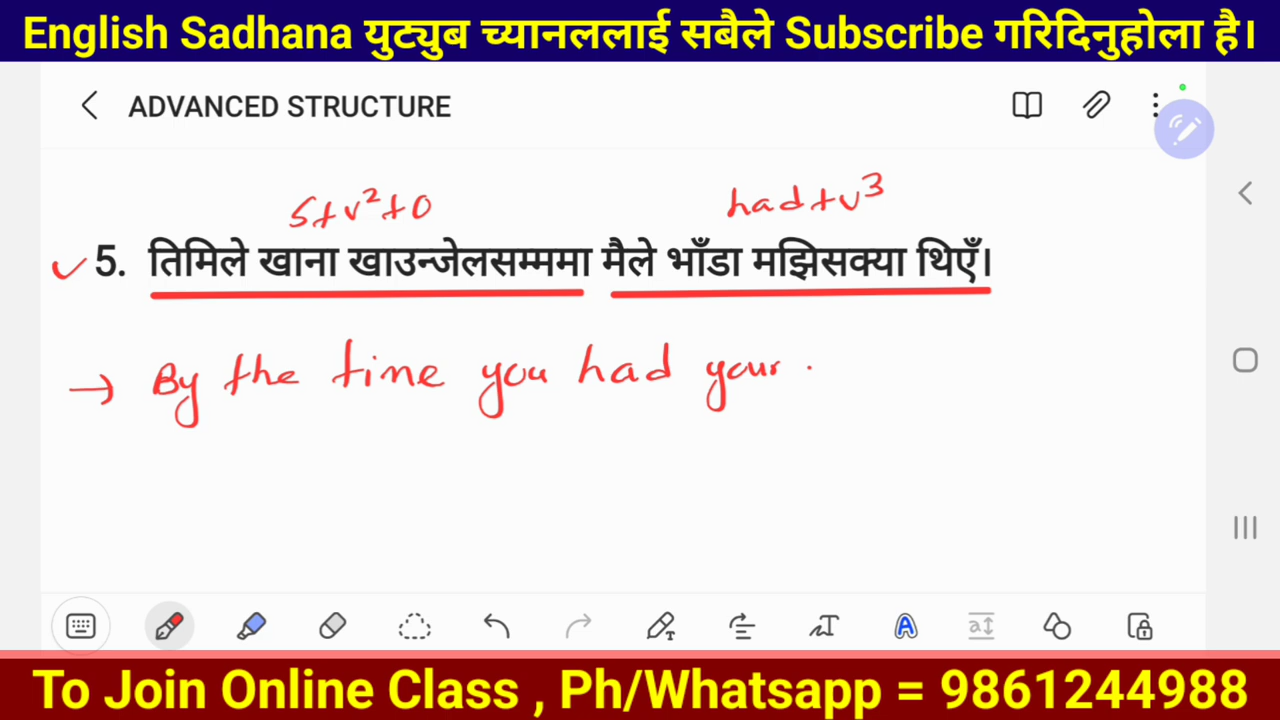 English Sadhana युट्युब च्यानललाई सबैले Subscribe गरिदिनुहोला है।
ADVANCED STRUCTURE
S+v²+O had+v³
5. तिमिले खाना खाउन्जेलसम्ममा मैले भाँडा मझिसक्या थिएँ।
→ By the time you had your
To Join Online Class , Ph/Whatsapp = 9861244988